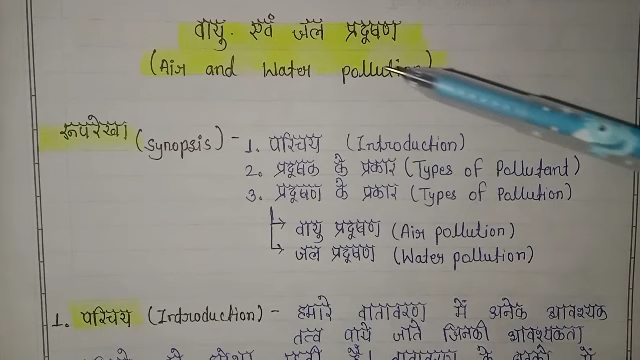 वायु एवं जल प्रदूषण
(Air and Water pollution)
रूपरेखा (Synopsis) - 1. परिचय (Introduction)
2. प्रदूषक के प्रकार (Types of Pollutant)
3. प्रदूषण के प्रकार (Types of Pollution)
→ वायु प्रदूषण (Air pollution)
→ जल प्रदूषण (Water pollution)
1. परिचय (Introduction) - हमारे वातावरण में अनेक आवश्यक
तत्व पाये जाते जिनकी आवश्यकता